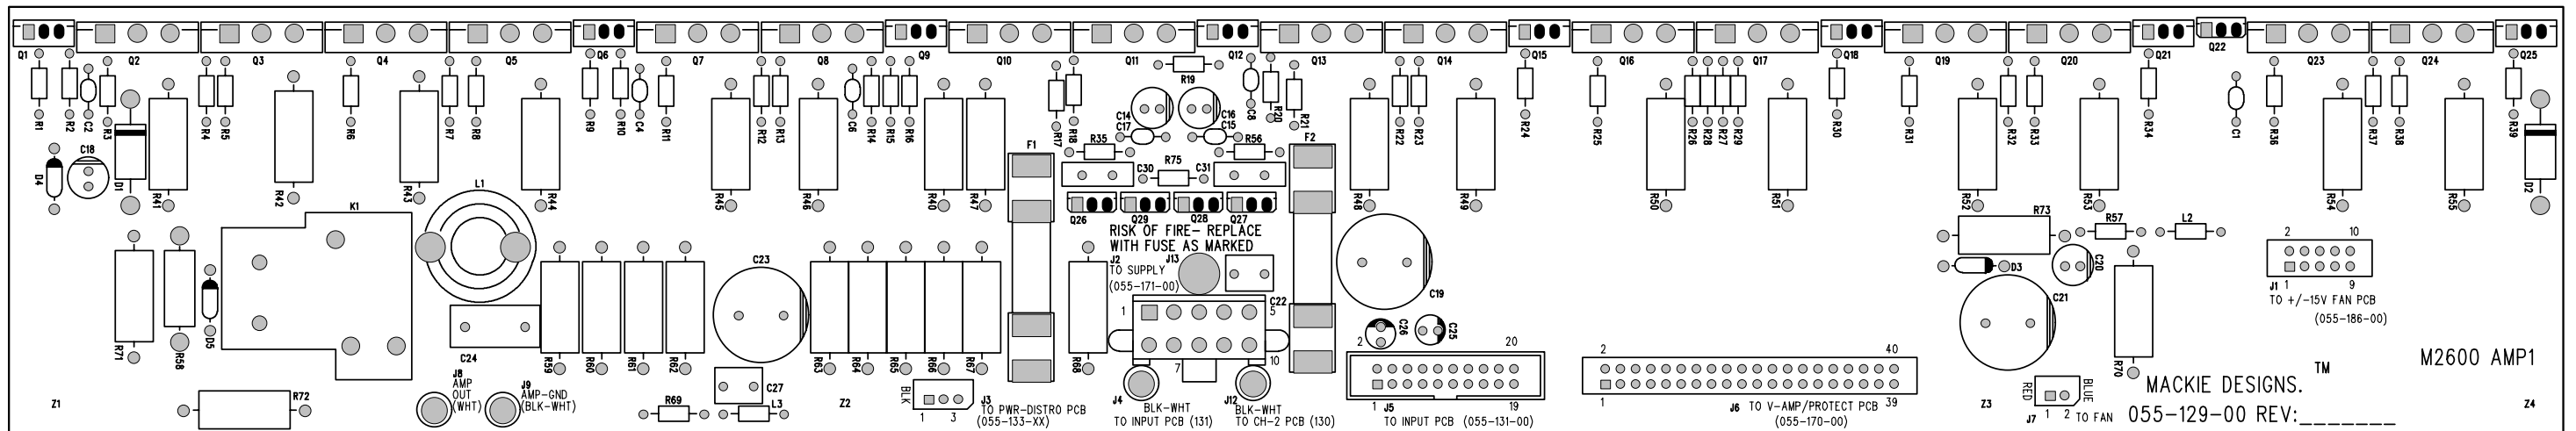 Q1 Q2 Q3 Q4 Q5 Q6 Q7 Q8 Q9 Q10 Q11 Q12 Q13 Q14 Q15 Q16 Q17 Q18 Q19 Q20 Q21 Q22 Q23 Q24 Q25
R1 R2 C2 R3 R4 R5 R6 R7 R8 R9 R10 C4 R11 R12 R13 C6 R14 R15 R16 R17 R18 R19 C8 R20 R21 R22 R23 R24 R25 R26 R28 R27 R29 R30 R31 R32 R33 R34 C1 R36 R37 R38 R39
C14 C16
C17 C15
D4 C18 D1 R41 R42 R43 L1 R44 R45 R46 R40 R47 F1 R35 R75 R56 F2 R48 R49 R50 R51 R52 R53 R54 R55 D2
C30 C31
Q26 Q29 Q28 Q27
K1
RISK OF FIRE- REPLACE
WITH FUSE AS MARKED
R73 R57 L2
J2 J13
TO SUPPLY
(055-171-00)
C23 C22 C19 D3 C20 C21
2 10
J1 1 9
TO +/-15V FAN PCB
(055-186-00)
1 5
7 10
R71 R58 D5 C24 R59 R60 R61 R62 R63 R64 R65 R66 R67 R68 C26 C25 R70
M2600 AMP1
TM
MACKIE DESIGNS.
055-129-00 REV:_______
Z1 R72
J8
AMP
OUT
(WHT)
J9
AMP-GND
(BLK-WHT)
C27
R69 L3
Z2
BLK
1 3
J3
TO PWR-DISTRO PCB
(055-133-XX)
J4
BLK-WHT
TO INPUT PCB (131)
J12
BLK-WHT
TO CH-2 PCB (130)
2 20
1 19
J5
TO INPUT PCB (055-131-00)
2 40
1 39
J6 TO V-AMP/PROTECT PCB
(055-170-00)
Z3
RED BLUE
J7 1 2 TO FAN
Z4